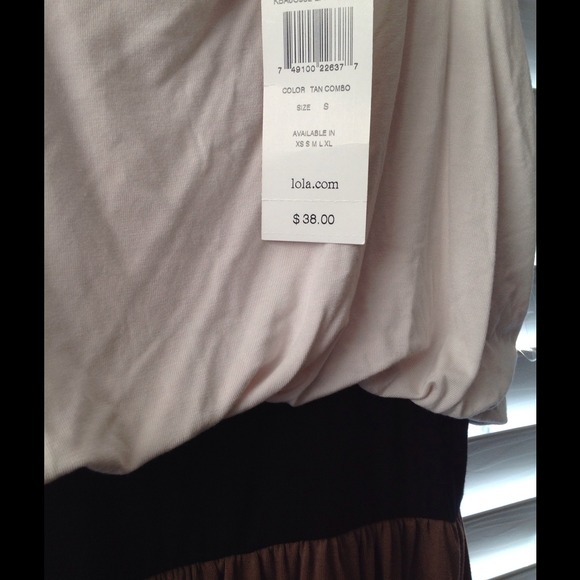 7 49100 22637 7
COLOR TAN COMBO
SIZE S
AVAILABLE IN
XS S M L XL
lola.com
$ 38.00